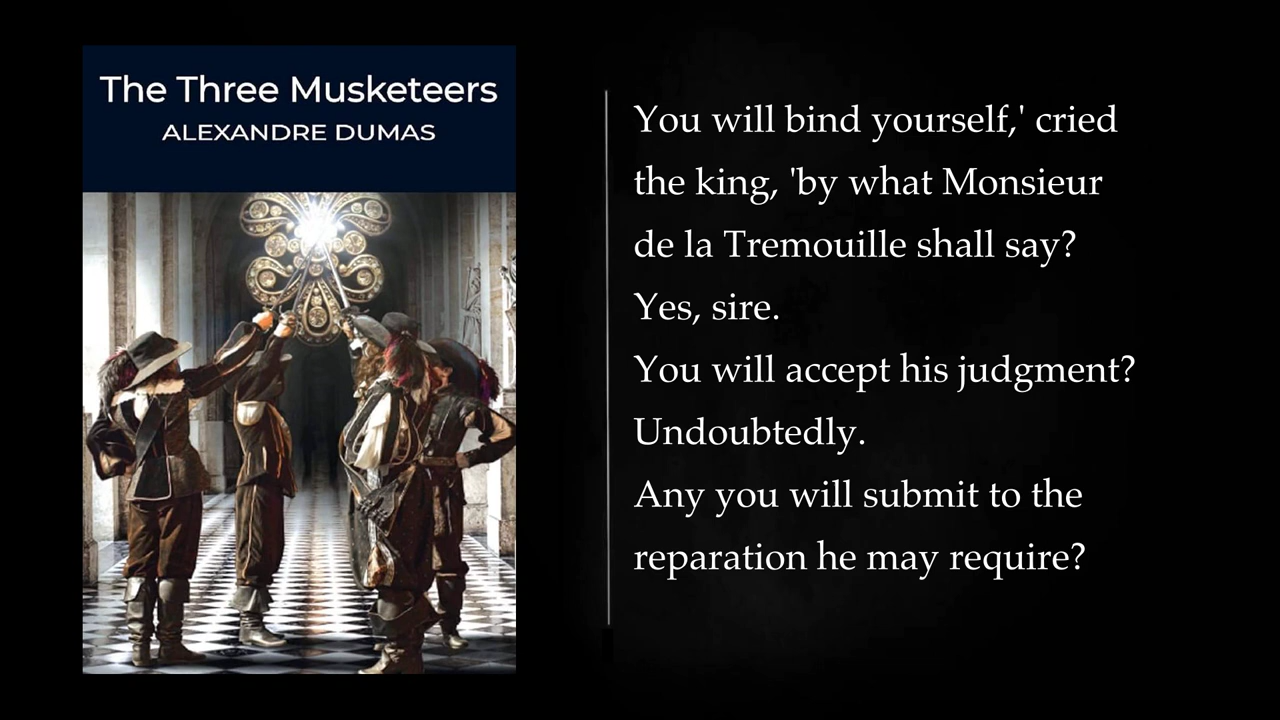 The Three Musketeers
ALEXANDRE DUMAS
You will bind yourself,' cried
the king, 'by what Monsieur
de la Tremouille shall say?
Yes, sire.
You will accept his judgment?
Undoubtedly.
Any you will submit to the
reparation he may require?